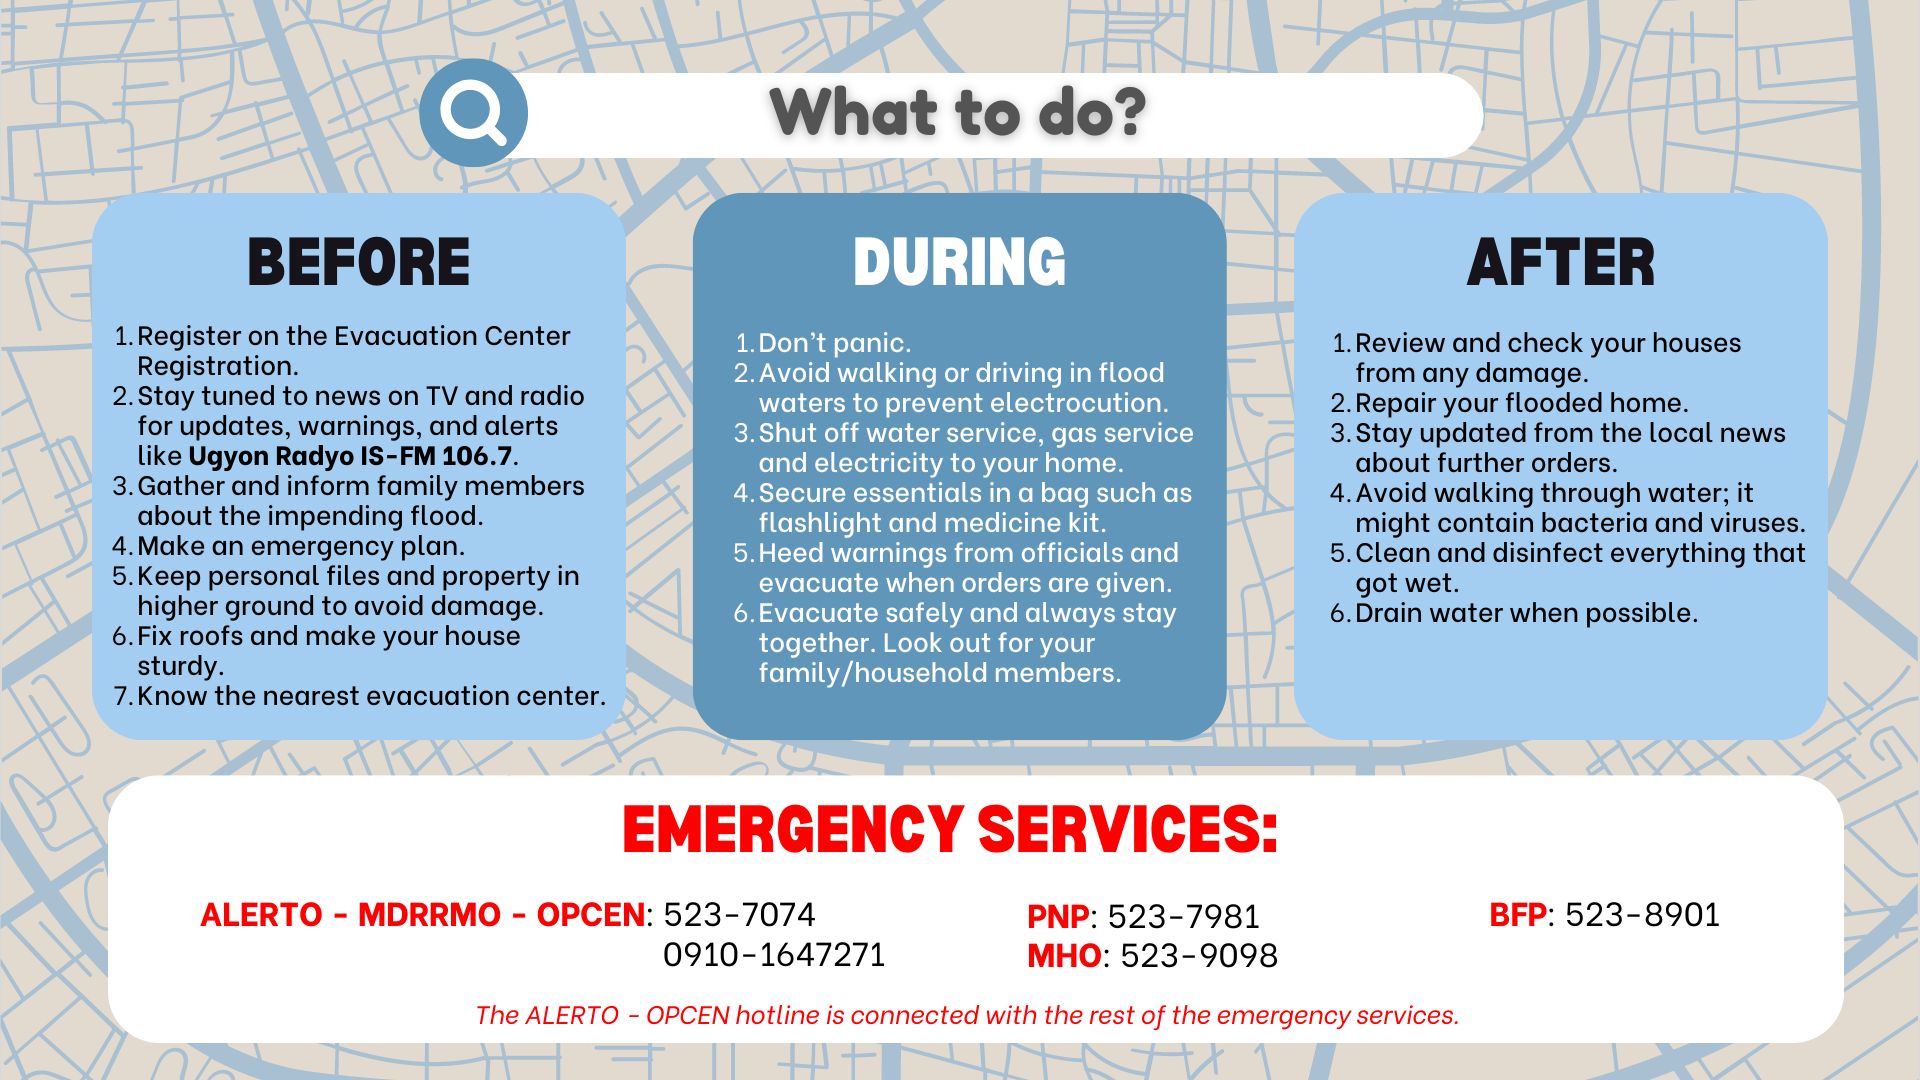 What to do?
BEFORE
1. Register on the Evacuation Center
Registration.
2. Stay tuned to news on TV and radio
for updates, warnings, and alerts
like Ugyon Radyo IS-FM 106.7.
3. Gather and inform family members
about the impending flood.
4. Make an emergency plan.
5. Keep personal files and property in
higher ground to avoid damage.
6. Fix roofs and make your house
sturdy.
7. Know the nearest evacuation center.
DURING
1. Don't panic.
2. Avoid walking or driving in flood
waters to prevent electrocution.
3. Shut off water service, gas service
and electricity to your home.
4. Secure essentials in a bag such as
flashlight and medicine kit.
5. Heed warnings from officials and
evacuate when orders are given.
6. Evacuate safely and always stay
together. Look out for your
family/household members.
AFTER
1. Review and check your houses
from any damage.
2. Repair your flooded home.
3. Stay updated from the local news
about further orders.
4. Avoid walking through water; it
might contain bacteria and viruses.
5. Clean and disinfect everything that
got wet.
6. Drain water when possible.
EMERGENCY SERVICES:
ALERTO - MDRRMO - OPCEN: 523-7074
0910-1647271
PNP: 523-7981
MHO: 523-9098
BFP: 523-8901
The ALERTO - OPCEN hotline is connected with the rest of the emergency services.